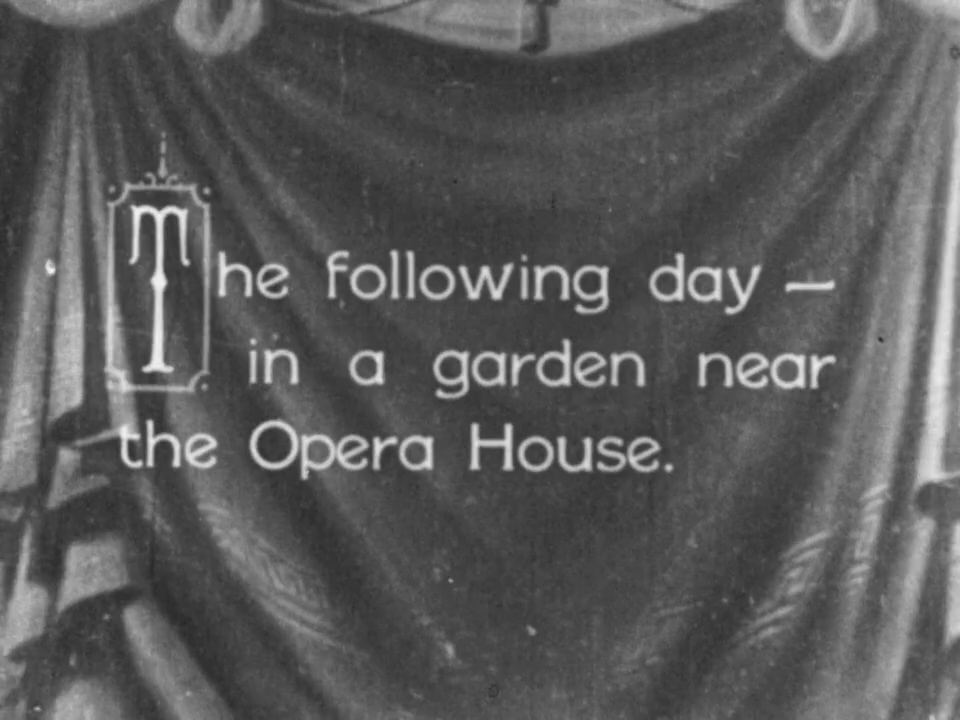 The following day —
in a garden near
the Opera House.